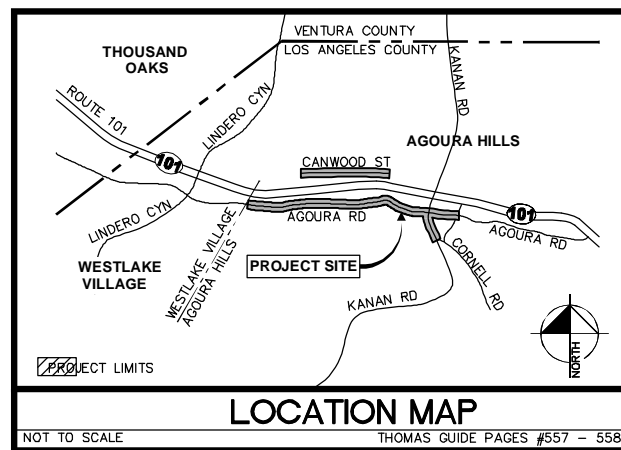 VENTURA COUNTY
LOS ANGELES COUNTY
THOUSAND
OAKS
ROUTE 101
101
LINDERO CYN
KANAN RD
AGOURA HILLS
CANWOOD ST
AGOURA RD
101
AGOURA RD
LINDERO CYN
WESTLAKE
VILLAGE
WESTLAKE VILLAGE
AGOURA HILLS
PROJECT SITE
KANAN RD
CORNELL RD
PROJECT LIMITS
NORTH
LOCATION MAP
NOT TO SCALE
THOMAS GUIDE PAGES #557 - 558